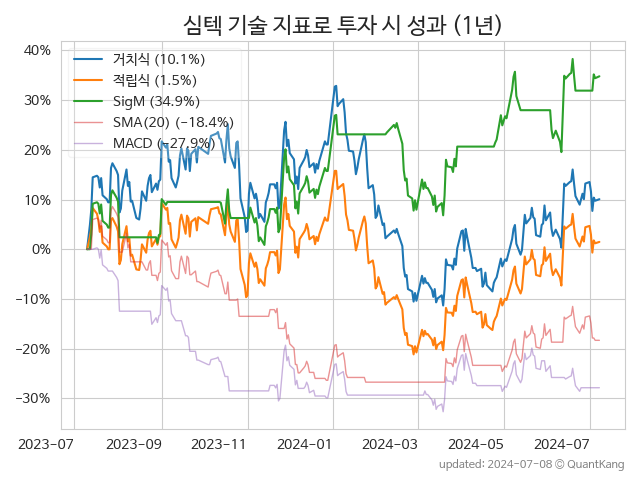 심텍 기술 지표로 투자 시 성과 (1년)
40%
30%
20%
10%
0%
−10%
−20%
−30%
거치식 (10.1%)
적립식 (1.5%)
SigM (34.9%)
SMA(20) (−18.4%)
MACD (−27.9%)
2023-07
2023-09
2023-11
2024-01
2024-03
2024-05
2024-07
updated: 2024-07-08 © QuantKang